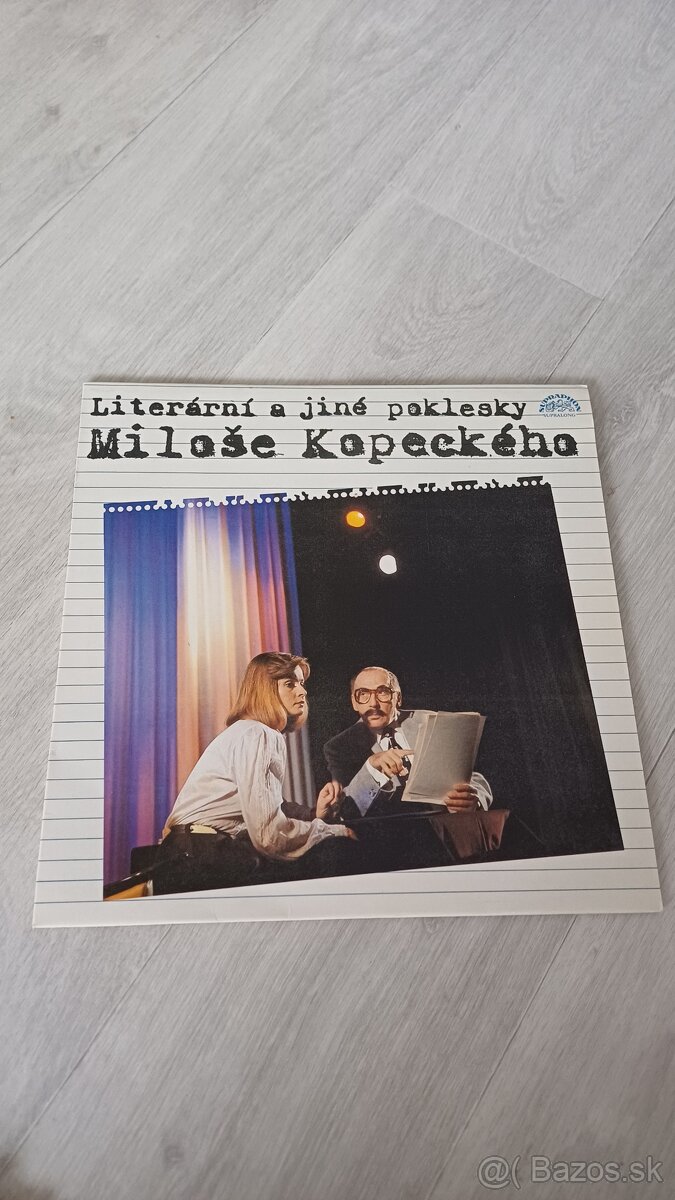 Literární a jiné poklesky
Miloše Kopeckého
SUPRAPHON
SUPRALONG
@( Bazos.sk